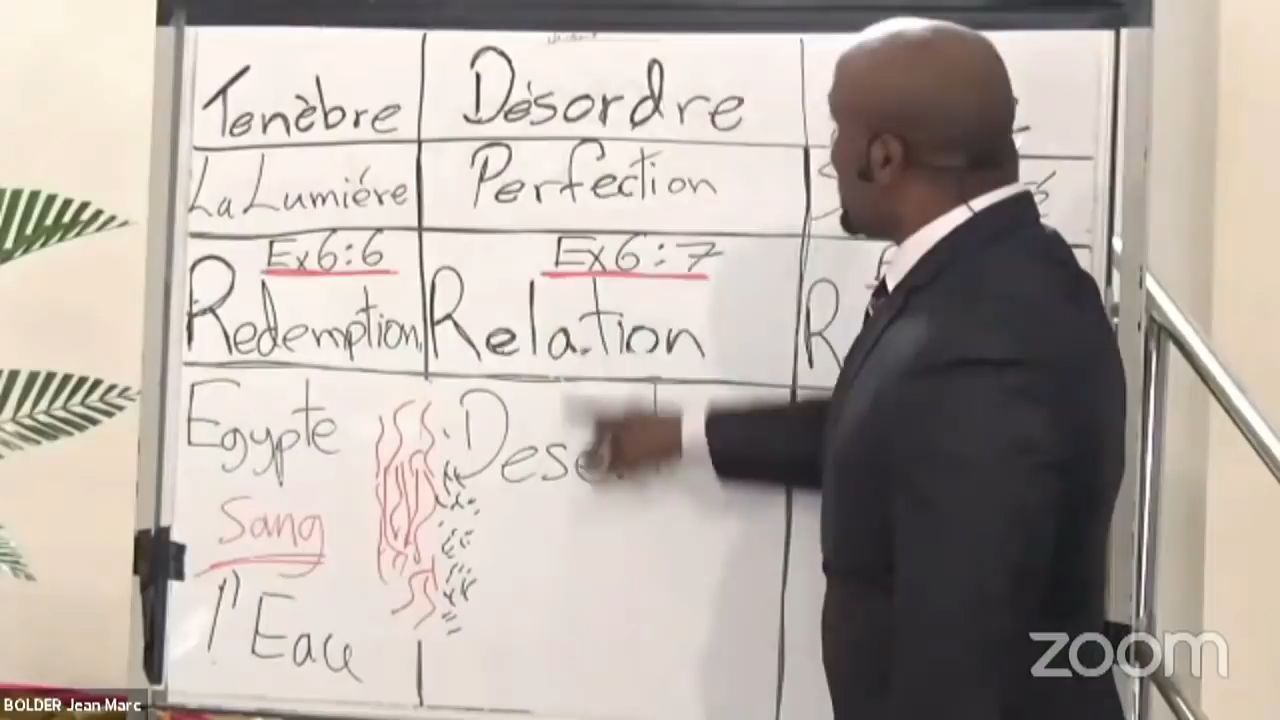 Tenèbre Désordre
La Lumiére Perfection
Ex6:6 Ex6:7
Redemption Relation R
Egypte Dese
Sang
l'Eau
BOLDER Jean Marc
zoom